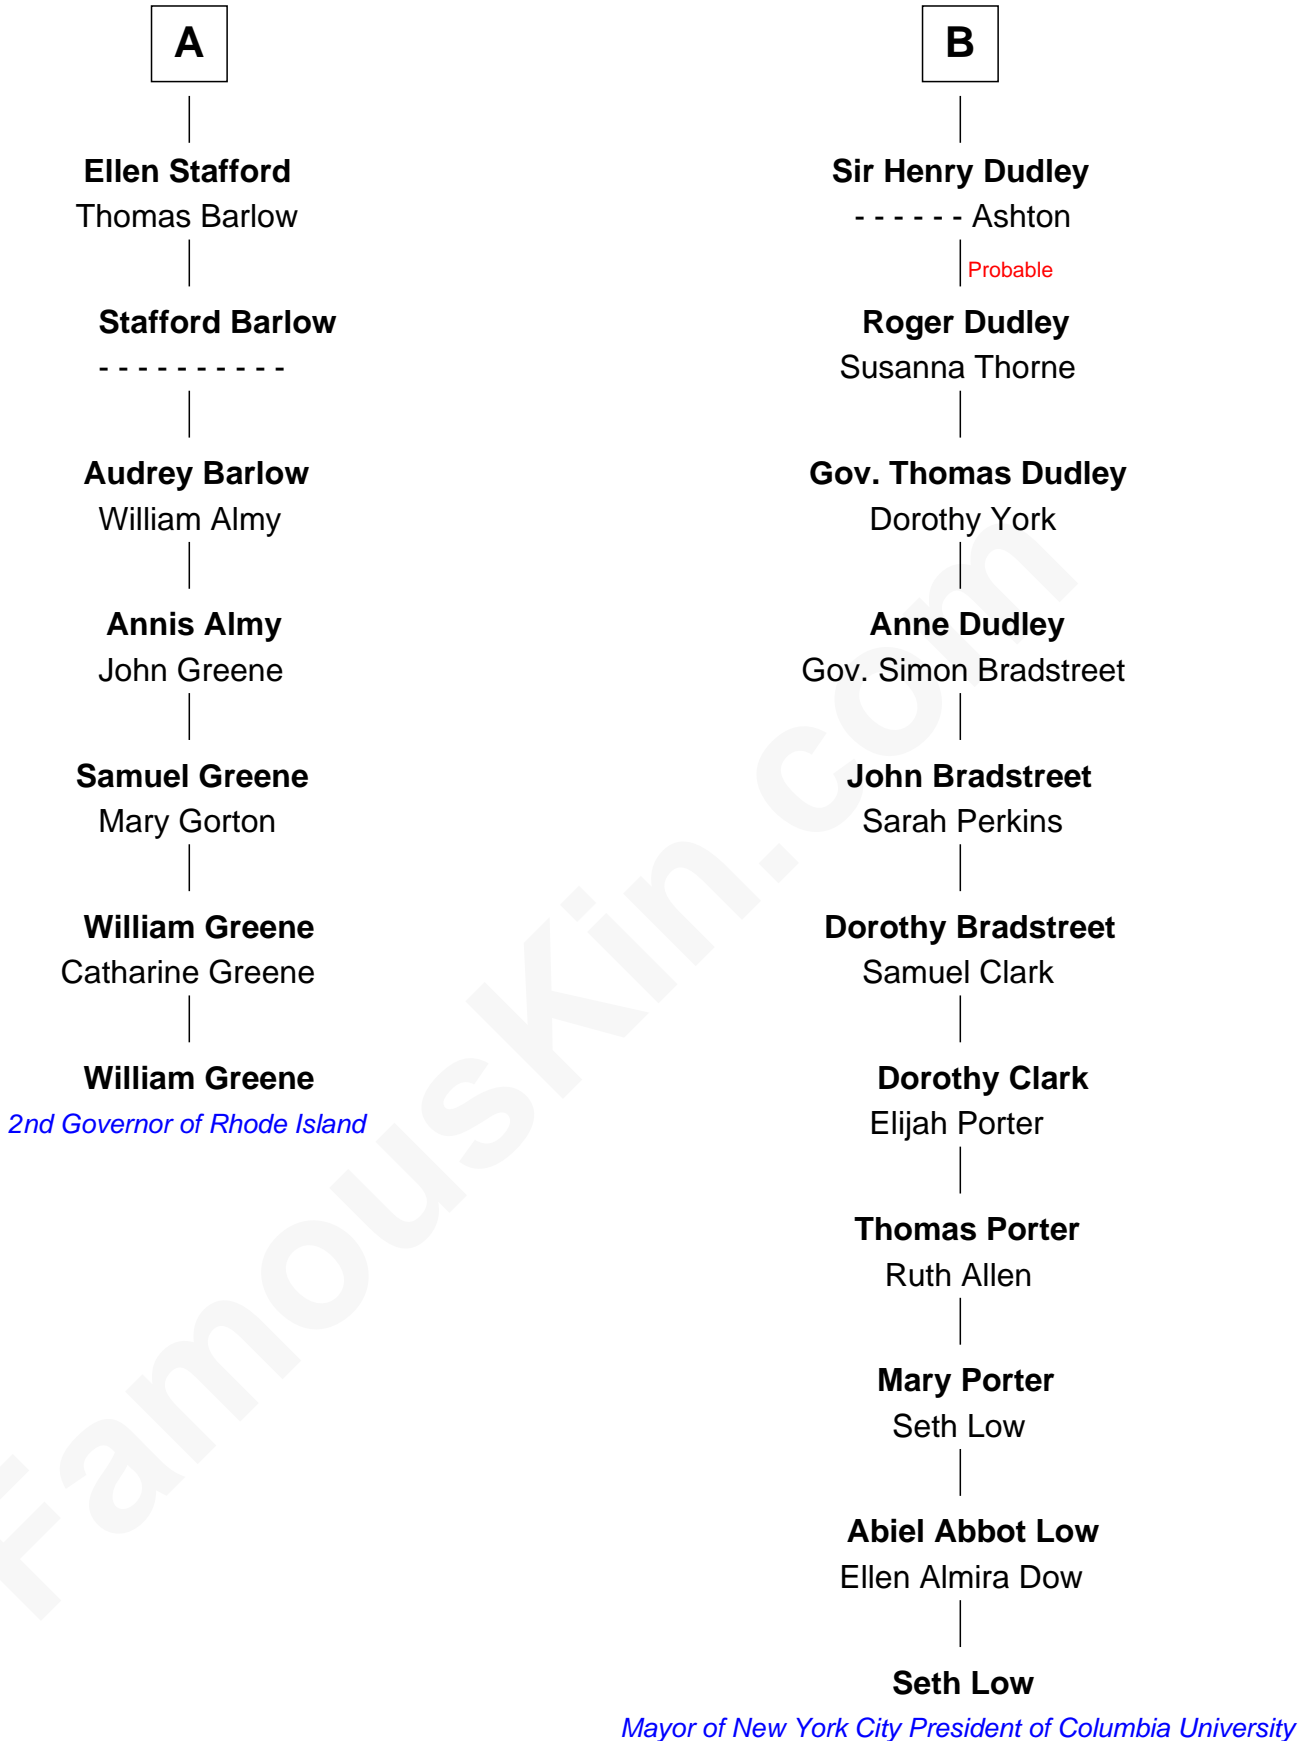 A
Ellen Stafford
Thomas Barlow
Stafford Barlow
- - - - - - - - - -
Audrey Barlow
William Almy
Annis Almy
John Greene
Samuel Greene
Mary Gorton
William Greene
Catharine Greene
William Greene
2nd Governor of Rhode Island
B
Sir Henry Dudley
- - - - - - Ashton
Probable
Roger Dudley
Susanna Thorne
Gov. Thomas Dudley
Dorothy York
Anne Dudley
Gov. Simon Bradstreet
John Bradstreet
Sarah Perkins
Dorothy Bradstreet
Samuel Clark
Dorothy Clark
Elijah Porter
Thomas Porter
Ruth Allen
Mary Porter
Seth Low
Abiel Abbot Low
Ellen Almira Dow
Seth Low
Mayor of New York City President of Columbia University
FamousKin.com